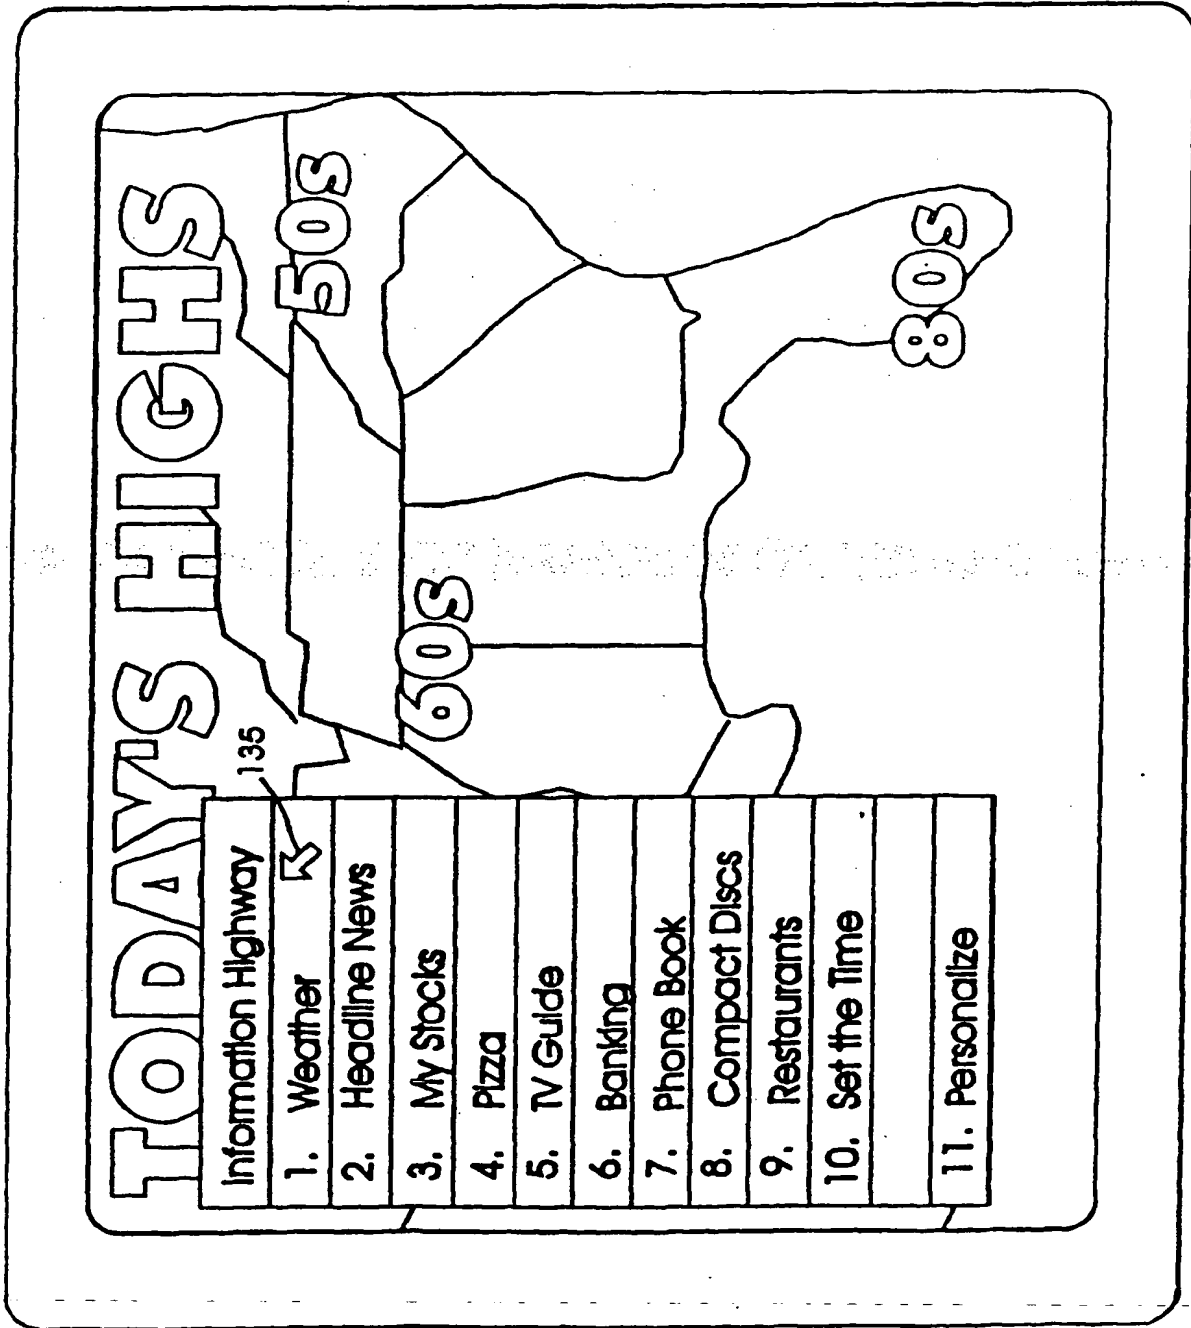 TODAY'S HIGHS
135
50s
60s
80s
Information Highway
1. Weather
2. Headline News
3. My Stocks
4. Pizza
5. TV Guide
6. Banking
7. Phone Book
8. Compact Discs
9. Restaurants
10. Set the Time
11. Personalize